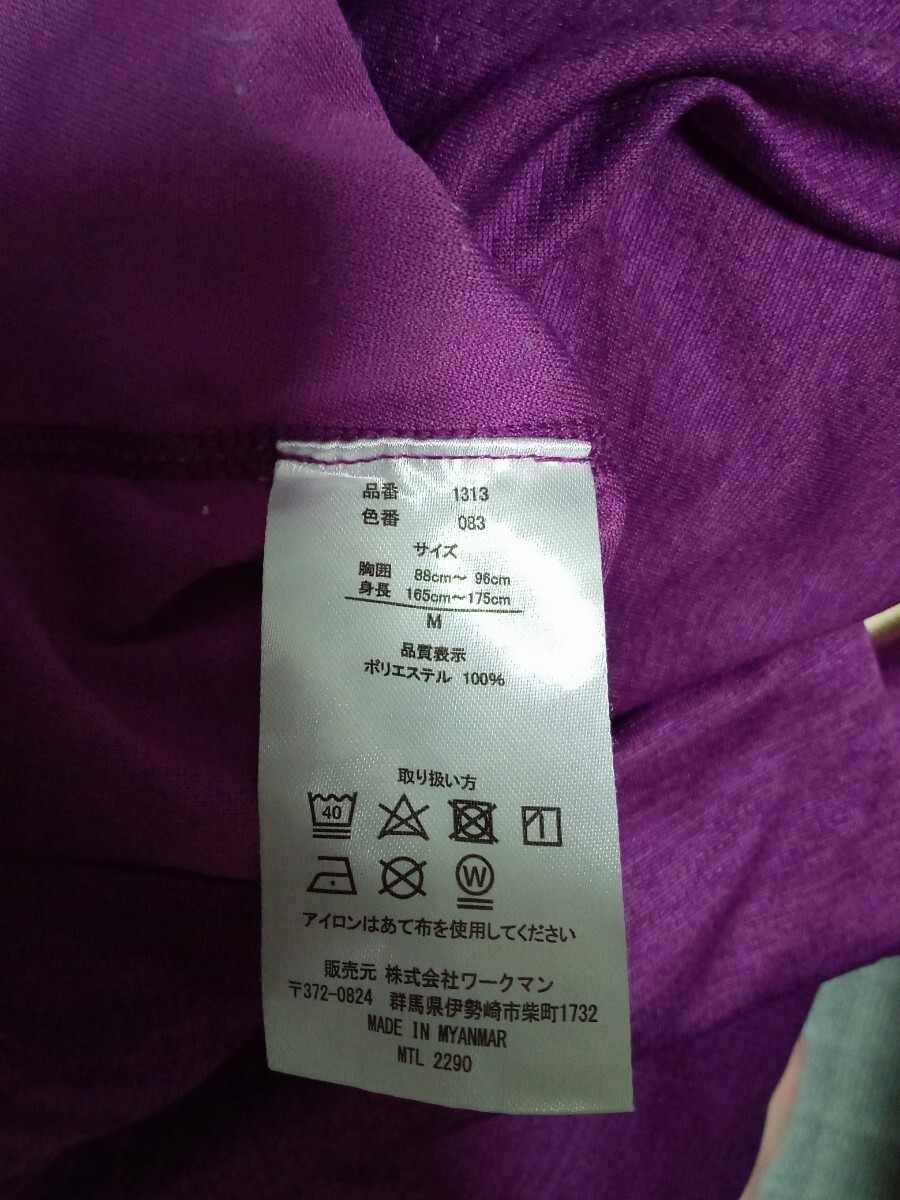 品番 1313
色番 083
サイズ
胸囲 88cm～ 96cm
身長 165cm～175cm
M
品質表示
ポリエステル 100%
取り扱い方
40
W
アイロンはあて布を使用してください
販売元 株式会社ワークマン
〒372-0824 群馬県伊勢崎市柴町1732
MADE IN MYANMAR
MTL 2290